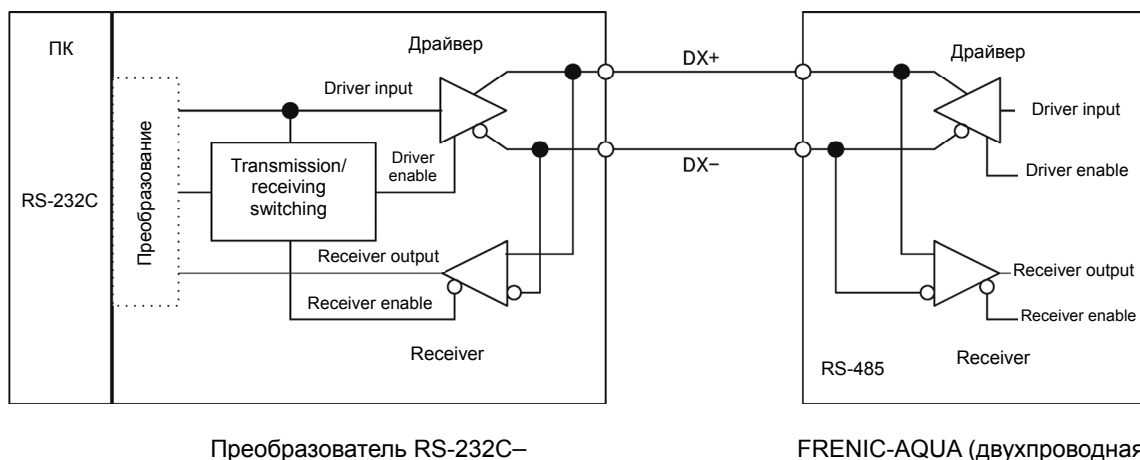 ПК
RS-232C
Преобразование
Драйвер
Driver input
Transmission/
receiving
switching
Driver
enable
Receiver output
Receiver enable
Receiver
DX+
DX−
Драйвер
Driver input
Driver enable
Receiver output
Receiver enable
Receiver
RS-485
Преобразователь RS-232C–
FRENIC-AQUA (двухпроводная